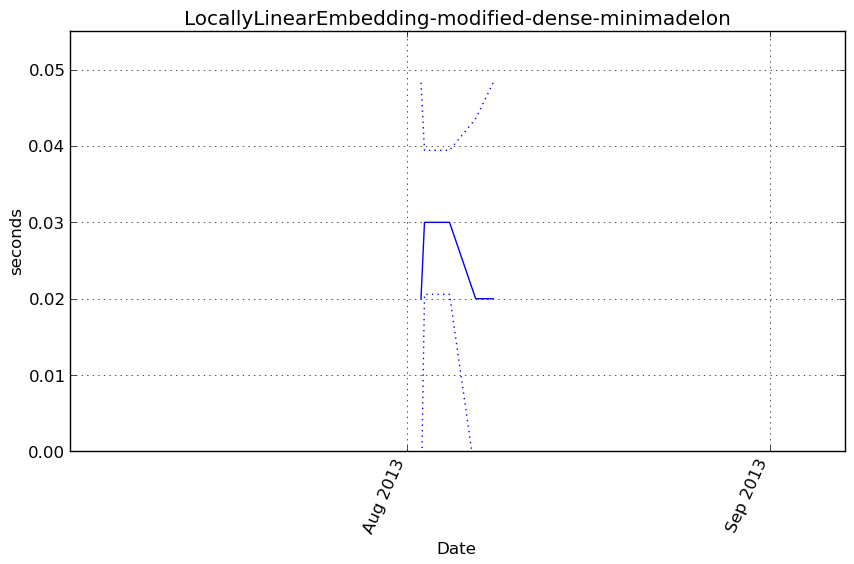 LocallyLinearEmbedding-modified-dense-minimadelon
0.05
0.04
0.03
0.02
0.01
0.00
seconds
Aug 2013
Sep 2013
Date